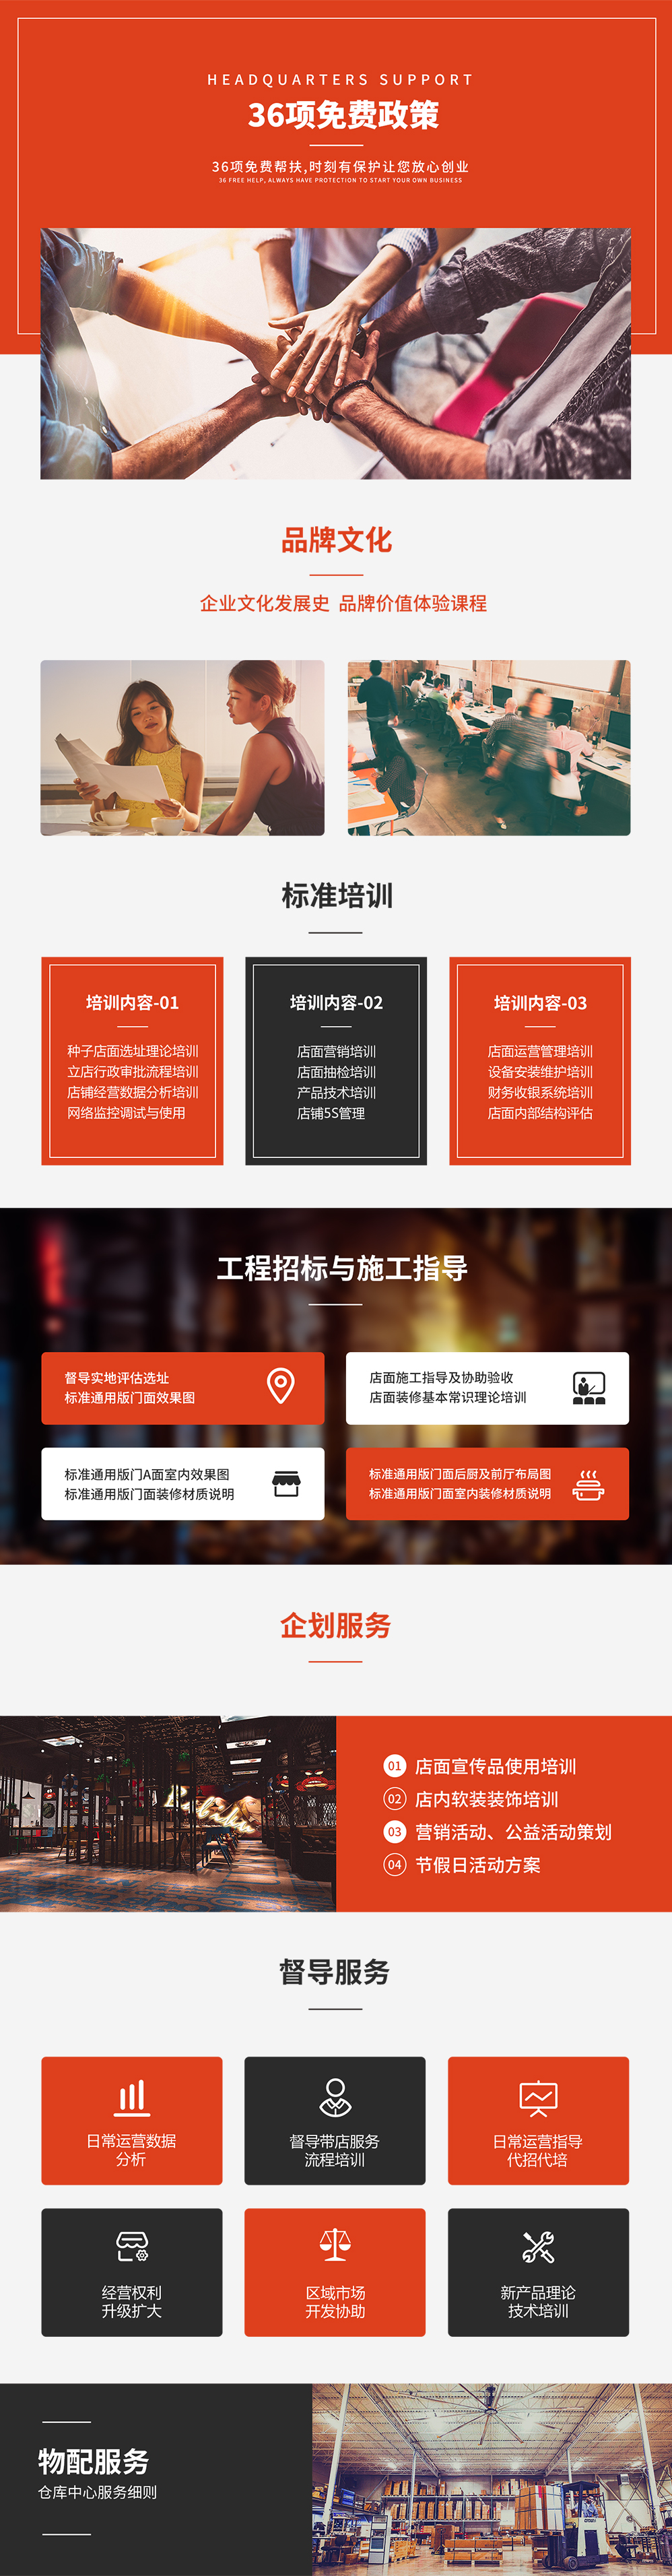 HEADQUARTERS SUPPORT
36项免费政策
36项免费帮扶,时刻有保护让您放心创业
36 FREE HELP, ALWAYS HAVE PROTECTION TO START YOUR OWN BUSINESS
品牌文化
企业文化发展史 品牌价值体验课程
标准培训
培训内容-01
种子店面选址理论培训
立店行政审批流程培训
店铺经营数据分析培训
网络监控调试与使用
培训内容-02
店面营销培训
店面抽检培训
产品技术培训
店铺5S管理
培训内容-03
店面运营管理培训
设备安装维护培训
财务收银系统培训
店面内部结构评估
工程招标与施工指导
督导实地评估选址
标准通用版门面效果图
店面施工指导及协助验收
店面装修基本常识理论培训
标准通用版门A面室内效果图
标准通用版门面装修材质说明
标准通用版门面后厨及前厅布局图
标准通用版门面室内装修材质说明
企划服务
01 店面宣传品使用培训
02 店内软装装饰培训
03 营销活动、公益活动策划
04 节假日活动方案
督导服务
日常运营数据
分析
督导带店服务
流程培训
日常运营指导
代招代培
经营权利
升级扩大
区域市场
开发协助
新产品理论
技术培训
物配服务
仓库中心服务细则